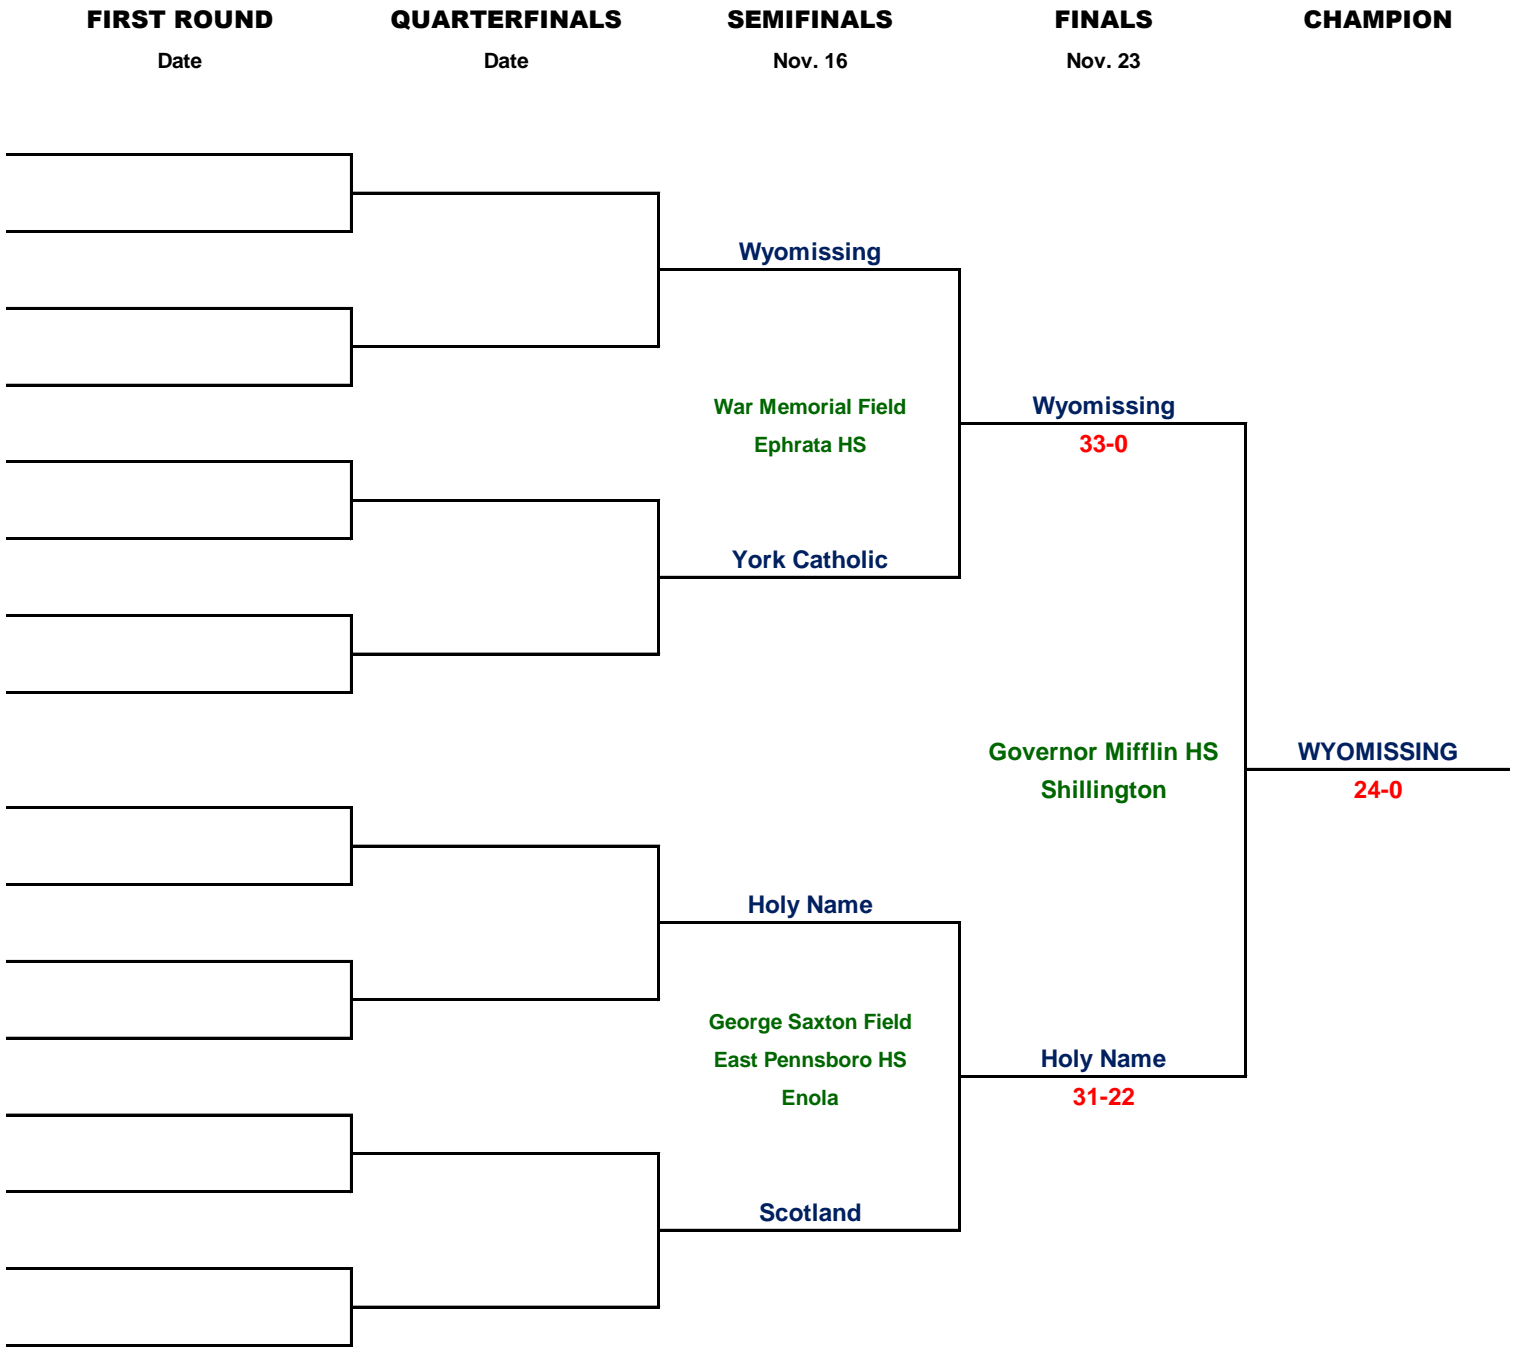 FIRST ROUND
QUARTERFINALS
SEMIFINALS
FINALS
CHAMPION
Date
Date
Nov. 16
Nov. 23
Wyomissing
War Memorial Field
Ephrata HS
Wyomissing
33-0
York Catholic
Governor Mifflin HS
Shillington
WYOMISSING
24-0
Holy Name
George Saxton Field
East Pennsboro HS
Enola
Holy Name
31-22
Scotland